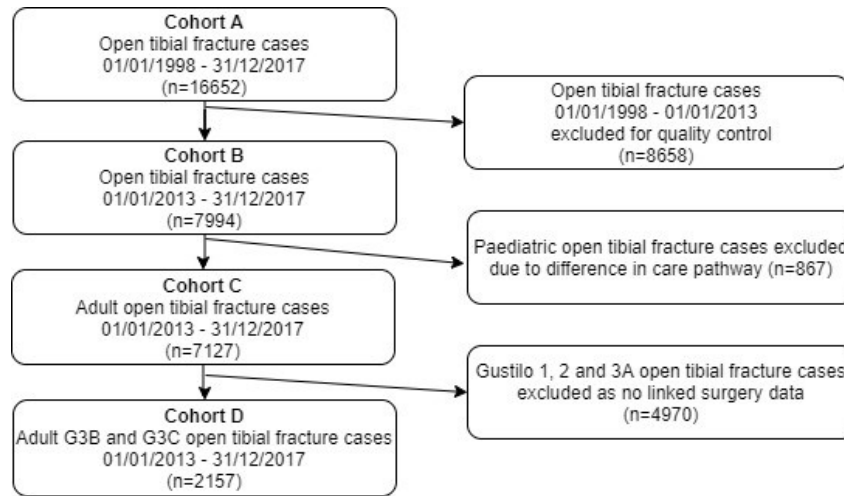 Cohort A
Open tibial fracture cases
01/01/1998 - 31/12/2017
(n=16652)
Open tibial fracture cases
01/01/1998 - 01/01/2013
excluded for quality control
(n=8658)
Cohort B
Open tibial fracture cases
01/01/2013 - 31/12/2017
(n=7994)
Paediatric open tibial fracture cases excluded
due to difference in care pathway (n=867)
Cohort C
Adult open tibial fracture cases
01/01/2013 - 31/12/2017
(n=7127)
Gustilo 1, 2 and 3A open tibial fracture cases
excluded as no linked surgery data
(n=4970)
Cohort D
Adult G3B and G3C open tibial fracture cases
01/01/2013 - 31/12/2017
(n=2157)